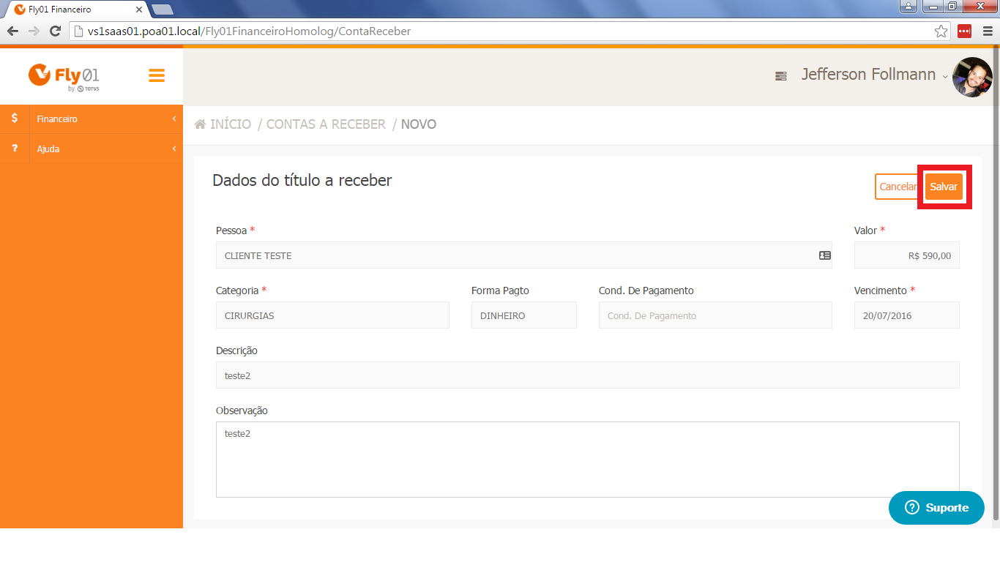 Fly01 Financeiro
vs1saas01.poa01.local/Fly01FinanceiroHomolog/ContaReceber
Fly01
by TOTVS
Jefferson Follmann
$ Financeiro
? Ajuda
INÍCIO / CONTAS A RECEBER / NOVO
Dados do título a receber
Cancelar
Salvar
Pessoa *
Valor *
CLIENTE TESTE
R$ 590,00
Categoria *
Forma Pagto
Cond. De Pagamento
Vencimento *
CIRURGIAS
DINHEIRO
Cond. De Pagamento
20/07/2016
Descrição
teste2
Observação
teste2
Suporte